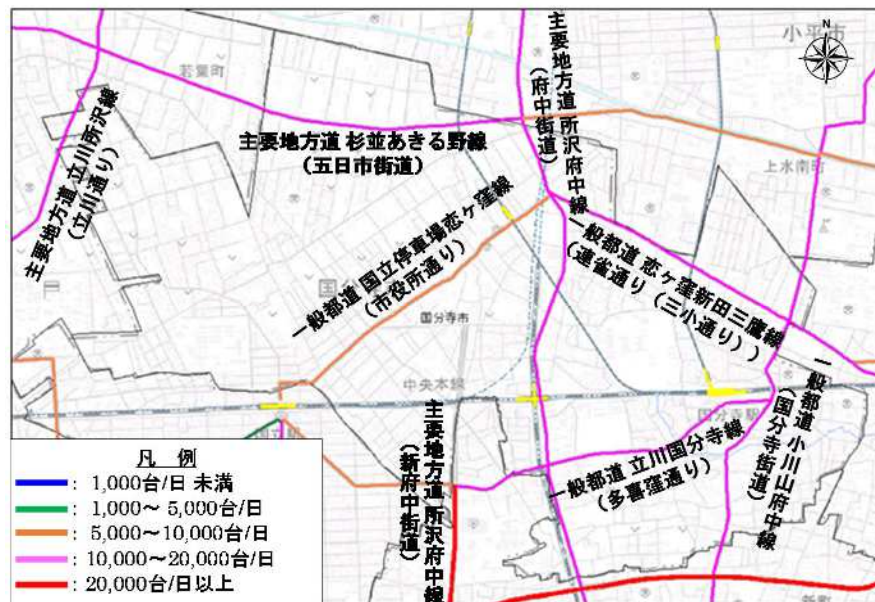 N
小平市
若葉町
主要地方道 所沢府中線
（府中街道）
主要地方道 杉並あきる野線
（五日市街道）
主要地方道 立川所沢線
（立川通り）
上水南町
一般都道 国立停車場恋ヶ窪線
（市役所通り）
一般都道 恋ヶ窪新田三鷹線
（連雀通り（三小通り））
国分寺市
中央本線
国分寺駅
国立駅
一般都道 小川山府中線
（国分寺街道）
主要地方道 所沢府中線
（新府中街道）
一般都道 立川国分寺線
（多喜窪通り）
凡 例
: 1,000台/日 未満
: 1,000～ 5,000台/日
: 5,000～10,000台/日
: 10,000～20,000台/日
: 20,000台/日以上